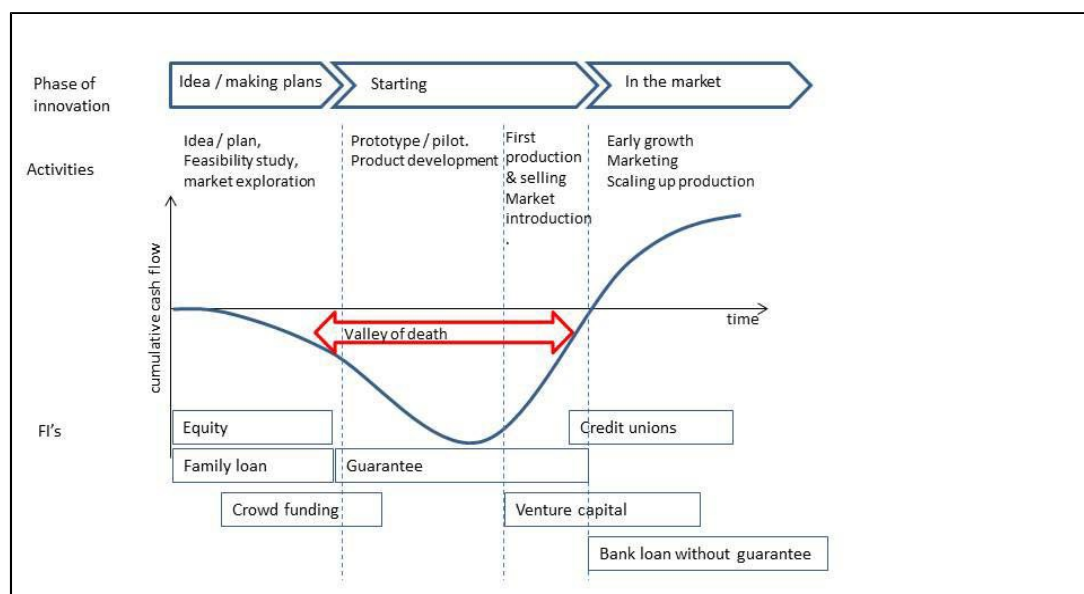 Phase of
innovation
Idea / making plans
Starting
In the market
Activities
Idea / plan,
Feasibility study,
market exploration
Prototype / pilot.
Product development
First
production
& selling
Market
introduction
.
Early growth
Marketing
Scaling up production
cumulative cash flow
time
Valley of death
FI's
Equity
Credit unions
Family loan
Guarantee
Crowd funding
Venture capital
Bank loan without guarantee